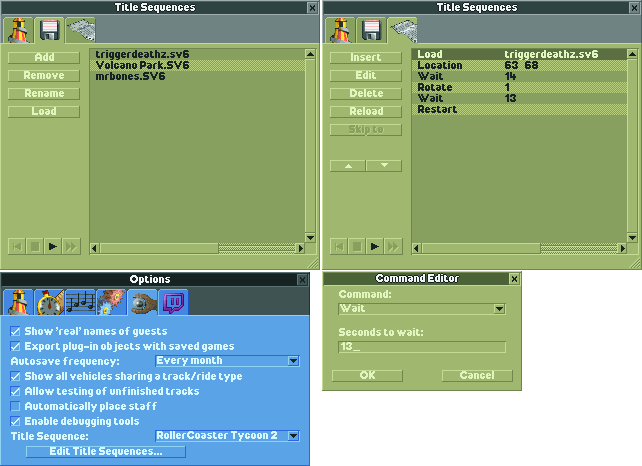 Title Sequences
Add
Remove
Rename
Load
triggerdeathz.sv6
Volcano Park.SV6
mrbones.SV6
Title Sequences
Insert
Edit
Delete
Reload
Skip to
Load triggerdeathz.sv6
Location 63 68
Wait 14
Rotate 1
Wait 13
Restart
Options
Show 'real' names of guests
Export plug-in objects with saved games
Autosave frequency: Every month
Show all vehicles sharing a track/ride type
Allow testing of unfinished tracks
Automatically place staff
Enable debugging tools
Title Sequence: RollerCoaster Tycoon 2
Edit Title Sequences...
Command Editor
Command:
Wait
Seconds to wait:
13_
OK Cancel